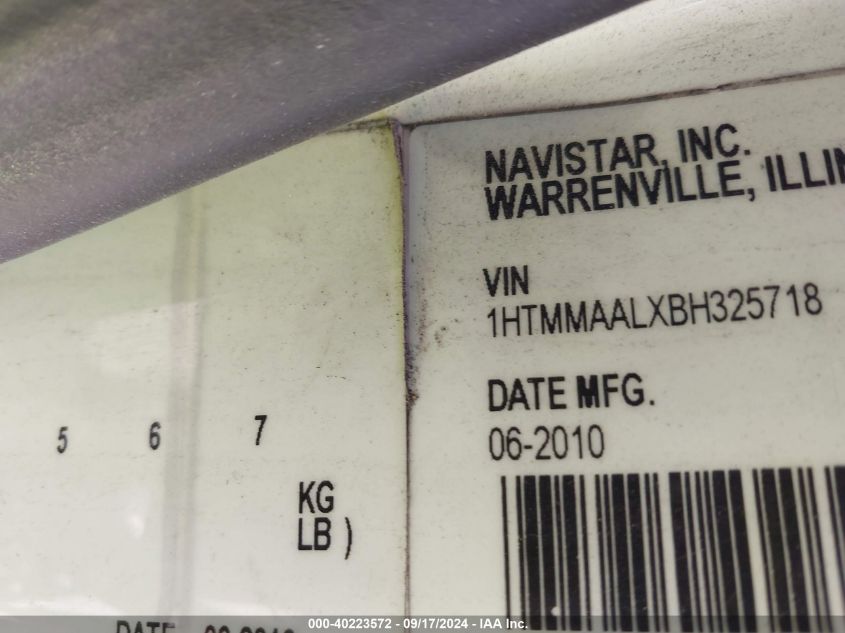 NAVISTAR, INC.
WARRENVILLE,
VIN
1HTMMAALXBH325718
DATE MFG.
06-2010
5 6 7
KG
LB )
DATE
000-40223572 - 09/17/2024 - IAA Inc.